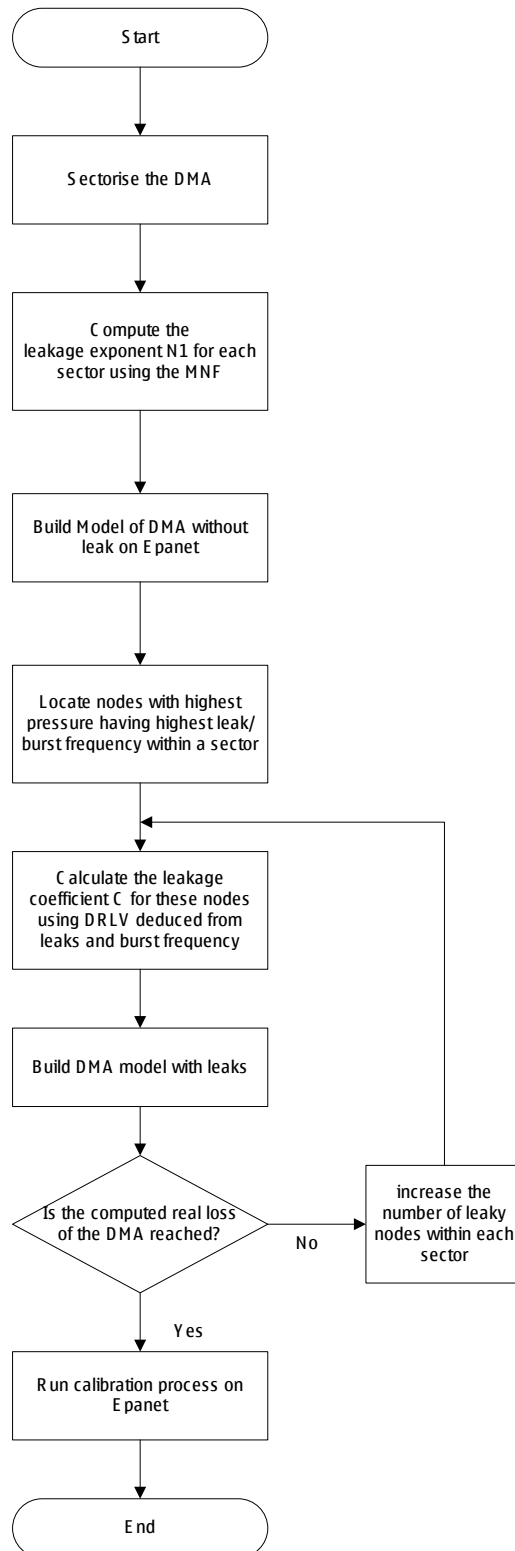 Start
Sectorise the DMA
Compute the
leakage exponent N1 for each
sector using the MNF
Build Model of DMA without
leak on Epanet
Locate nodes with highest
pressure having highest leak/
burst frequency within a sector
Calculate the leakage
coefficient C for these nodes
using DRLV deduced from
leaks and burst frequency
Build DMA model with leaks
Is the computed real loss
of the DMA reached?
No
increase the
number of leaky
nodes within each
sector
Yes
Run calibration process on
Epanet
End